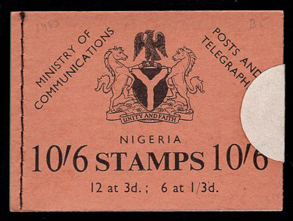 MINISTRY OF
COMMUNICATIONS
POSTS AND
TELEGRAPH
UNITY AND FAITH
NIGERIA
10/6 STAMPS 10/6
12 at 3d.; 6 at 1/3d.